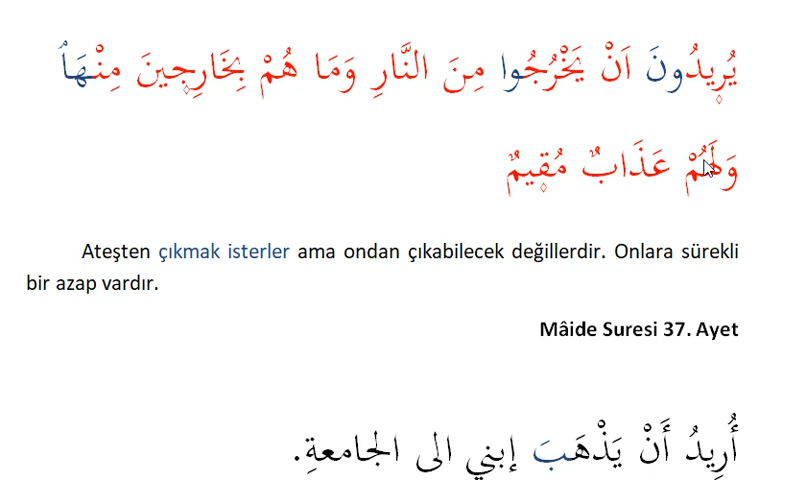 يُر۪يدُونَ اَنْ يَخْرُجُوا مِنَ النَّارِ وَمَا هُمْ بِخَارِج۪ينَ مِنْهَاۘ
وَلَهُمْ عَذَابٌ مُق۪يمٌ
Ateşten çıkmak isterler ama ondan çıkabilecek değillerdir. Onlara sürekli
bir azap vardır.
Mâide Suresi 37. Ayet
أُرِيدُ أَنْ يَذْهَبَ إبني الى الجامعةِ.